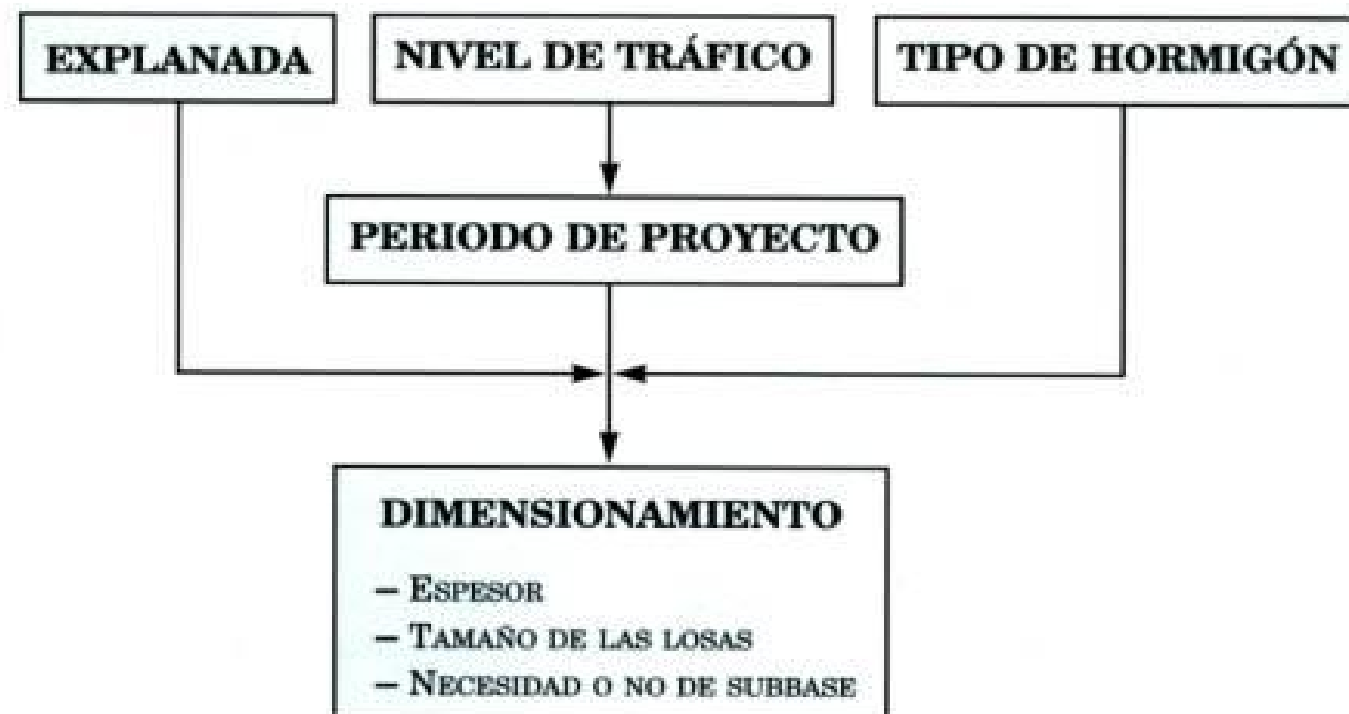 EXPLANADA
NIVEL DE TRÁFICO
TIPO DE HORMIGÓN
PERIODO DE PROYECTO
DIMENSIONAMIENTO
– ESPESOR
– TAMAÑO DE LAS LOSAS
– NECESIDAD O NO DE SUBBASE